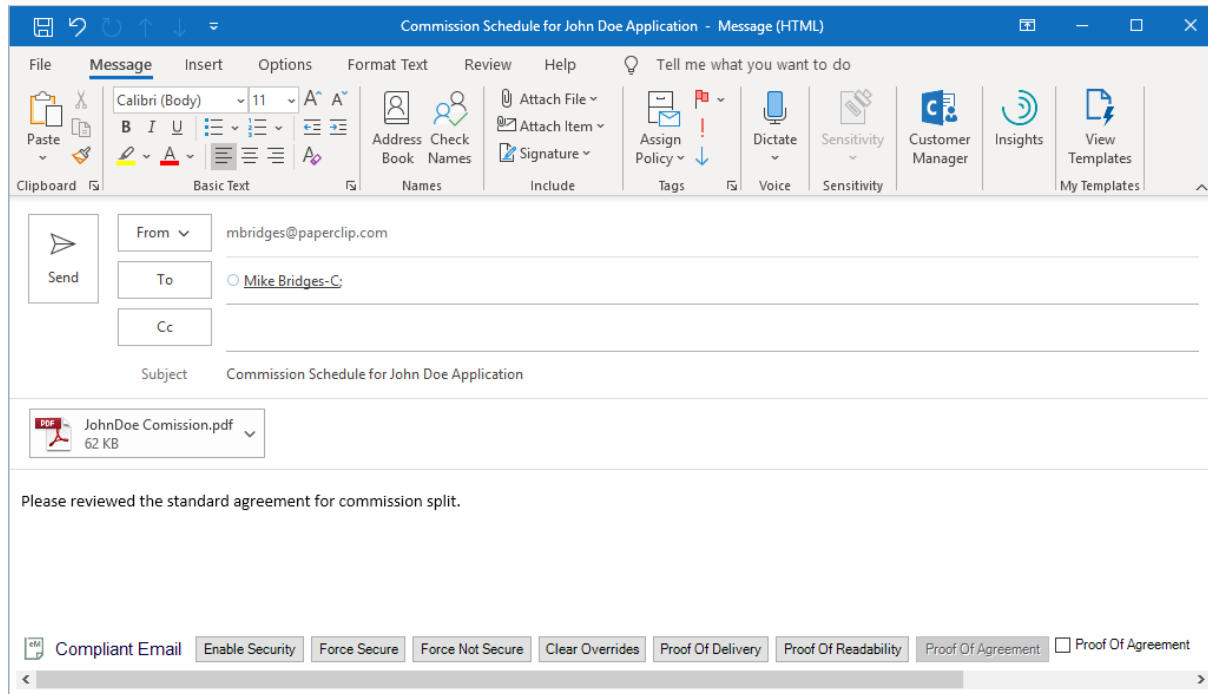 Commission Schedule for John Doe Application - Message (HTML)
File Message Insert Options Format Text Review Help Tell me what you want to do
Paste
Clipboard
Calibri (Body) 11 A^ Aˇ
B I U
A A
Basic Text
Address Book
Check Names
Names
Attach File
Attach Item
Signature
Include
Assign Policy
Tags
Dictate
Voice
Sensitivity
Sensitivity
Customer Manager
Insights
View Templates
My Templates
Send
From mbridges@paperclip.com
To Mike Bridges-C;
Cc
Subject Commission Schedule for John Doe Application
PDF
JohnDoe Comission.pdf
62 KB
Please reviewed the standard agreement for commission split.
eM Compliant Email Enable Security Force Secure Force Not Secure Clear Overrides Proof Of Delivery Proof Of Readability Proof Of Agreement Proof Of Agreement